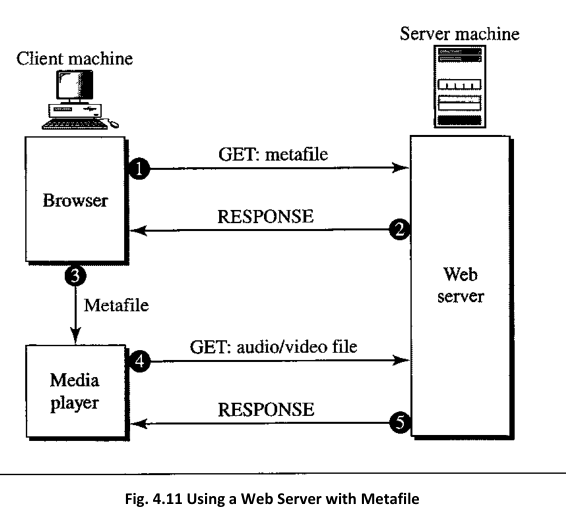 Server machine
Client machine
1
GET: metafile
Browser
RESPONSE
2
3
Web
server
Metafile
4
GET: audio/video file
Media
player
RESPONSE
5
Fig. 4.11 Using a Web Server with Metafile